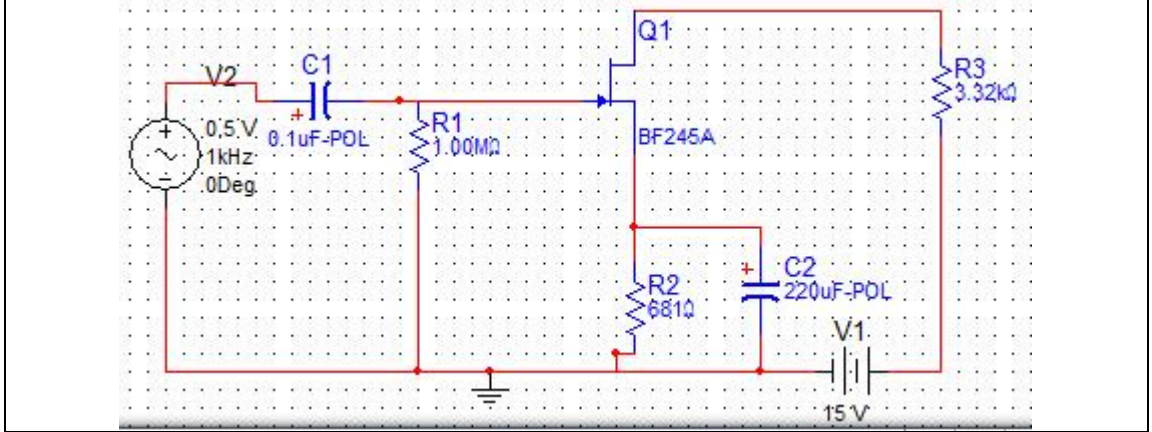 V2
0.5 V
1kHz
0Deg
C1
+
0.1uF-POL
R1
1.00MΩ
Q1
BF245A
R3
3.32kΩ
R2
681Ω
+
C2
220uF-POL
V1
15 V